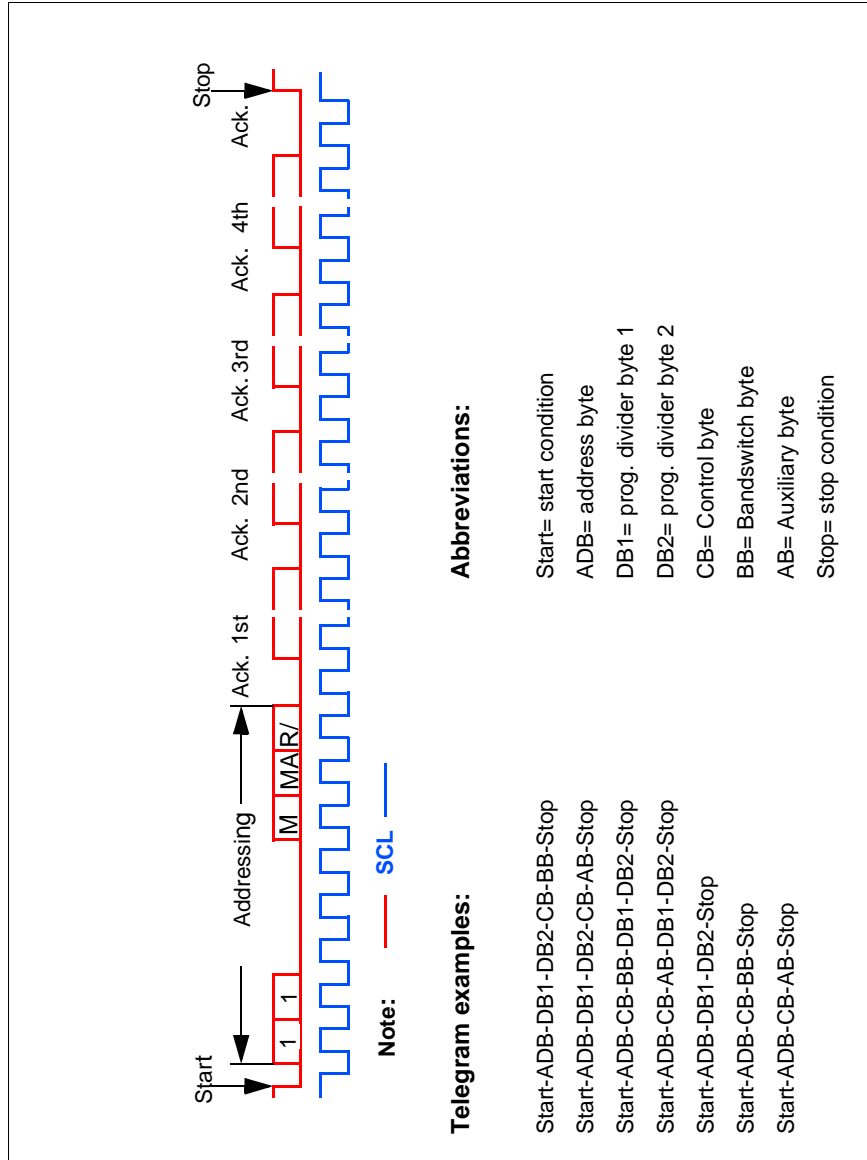 Start
Addressing
Ack. 1st
Ack. 2nd
Ack. 3rd
Ack. 4th
Ack.
Stop
1 1 M MA R/
Note:
SCL
Telegram examples:
Start-ADB-DB1-DB2-CB-BB-Stop
Start-ADB-DB1-DB2-CB-AB-Stop
Start-ADB-CB-BB-DB1-DB2-Stop
Start-ADB-CB-AB-DB1-DB2-Stop
Start-ADB-DB1-DB2-Stop
Start-ADB-CB-BB-Stop
Start-ADB-CB-AB-Stop
Abbreviations:
Start= start condition
ADB= address byte
DB1= prog. divider byte 1
DB2= prog. divider byte 2
CB= Control byte
BB= Bandswitch byte
AB= Auxiliary byte
Stop= stop condition